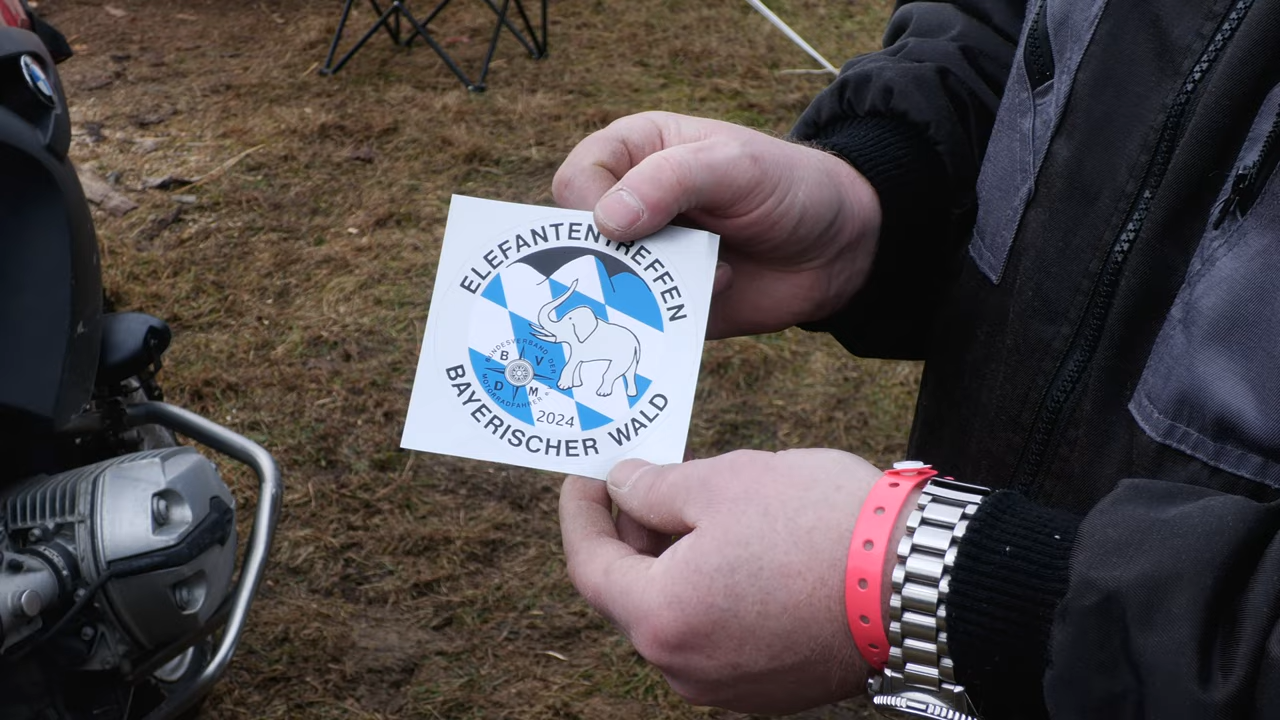 ELEFANTENTREFFEN
BUNDESVERBAND DER
B V
D M
MOTORRADFAHRER e.V.
2024
BAYERISCHER WALD